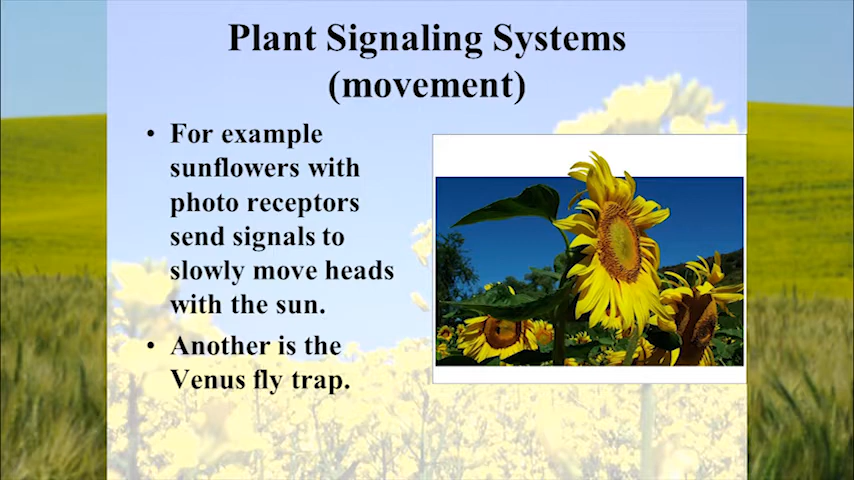 Plant Signaling Systems
(movement)
• For example
sunflowers with
photo receptors
send signals to
slowly move heads
with the sun.
• Another is the
Venus fly trap.